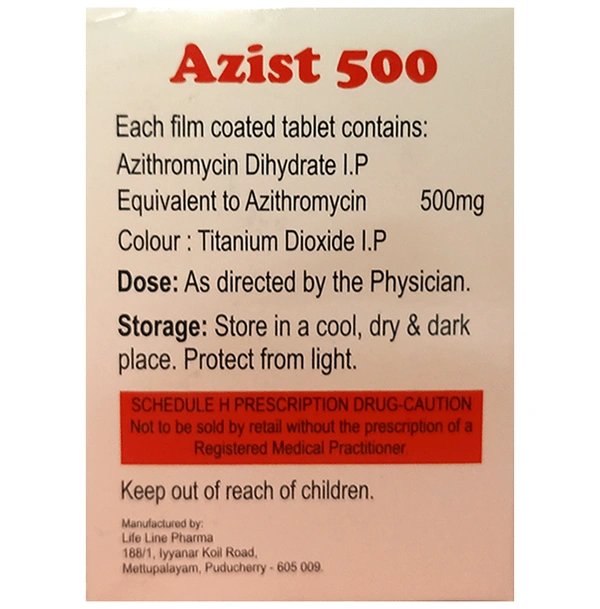 Azist 500
Each film coated tablet contains:
Azithromycin Dihydrate I.P
Equivalent to Azithromycin 500mg
Colour : Titanium Dioxide I.P
Dose: As directed by the Physician.
Storage: Store in a cool, dry & dark
place. Protect from light.
SCHEDULE H PRESCRIPTION DRUG-CAUTION
Not to be sold by retail without the prescription of a
Registered Medical Practitioner
Keep out of reach of children.
Manufactured by:
Life Line Pharma
188/1, Iyyanar Koil Road,
Mettupalayam, Puducherry - 605 009.